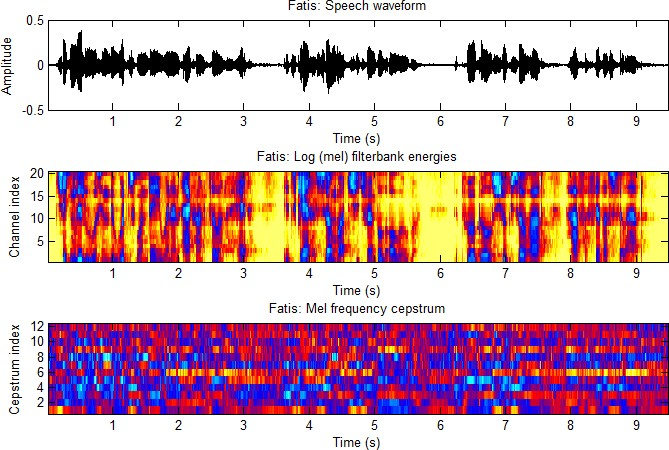 Fatis: Speech waveform
Amplitude
0.5
0
-0.5
1 2 3 4 5 6 7 8 9
Time (s)
Fatis: Log (mel) filterbank energies
Channel index
20
15
10
5
1 2 3 4 5 6 7 8 9
Time (s)
Fatis: Mel frequency cepstrum
Cepstrum index
12
10
8
6
4
2
1 2 3 4 5 6 7 8 9
Time (s)